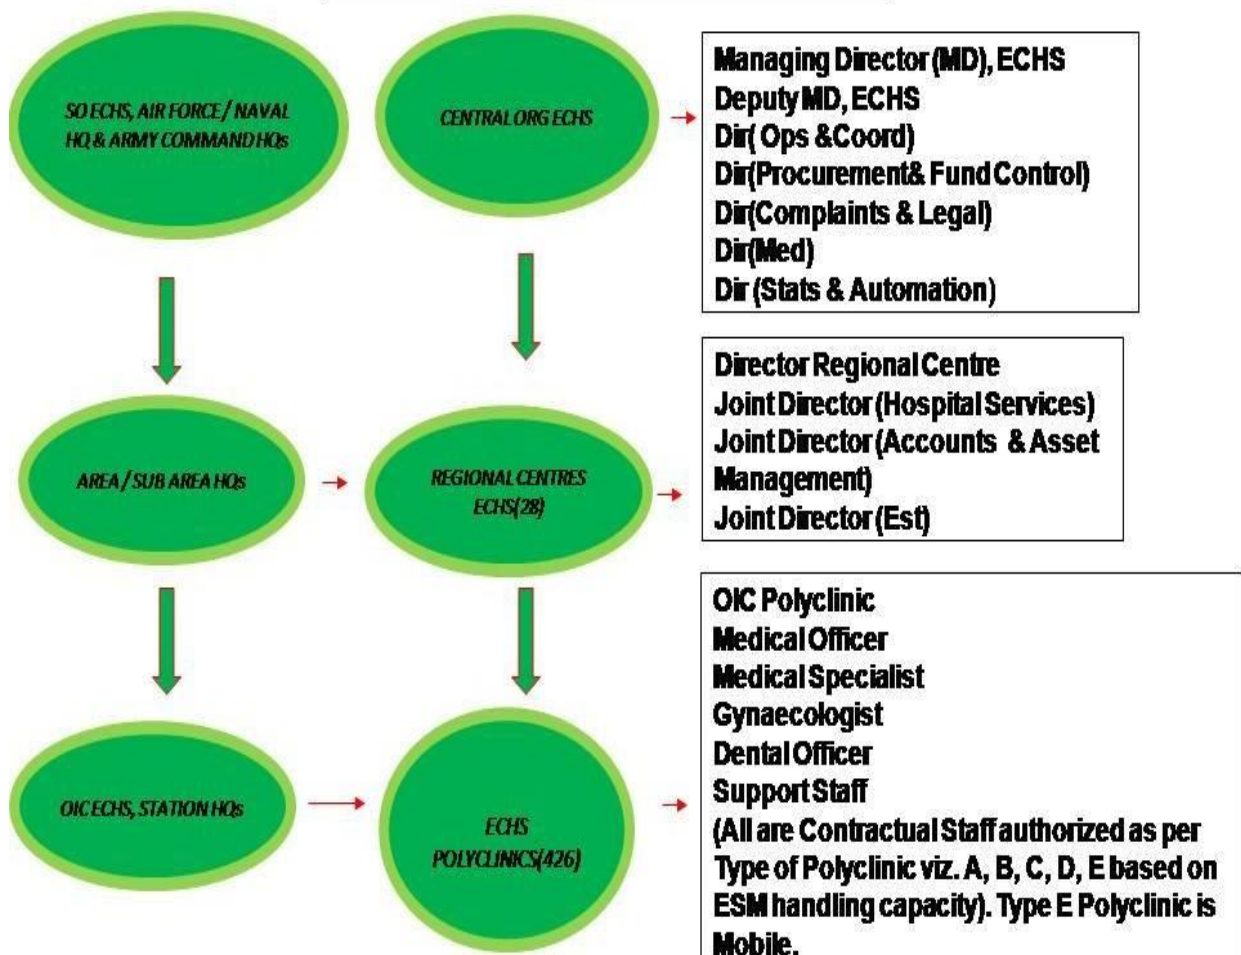 SO ECHS, AIR FORCE / NAVAL
HQ & ARMY COMMAND HQs
CENTRAL ORG ECHS
Managing Director (MD), ECHS
Deputy MD, ECHS
Dir( Ops &Coord)
Dir(Procurement& Fund Control)
Dir(Complaints & Legal)
Dir(Med)
Dir (Stats & Automation)
AREA / SUB AREA HQs
REGIONAL CENTRES
ECHS(28)
Director Regional Centre
Joint Director (Hospital Services)
Joint Director (Accounts & Asset
Management)
Joint Director (Est)
OIC ECHS, STATION HQs
ECHS
POLYCLINICS(426)
OIC Polyclinic
Medical Officer
Medical Specialist
Gynaecologist
Dental Officer
Support Staff
(All are Contractual Staff authorized as per
Type of Polyclinic viz. A, B, C, D, E based on
ESM handling capacity). Type E Polyclinic is
Mobile.